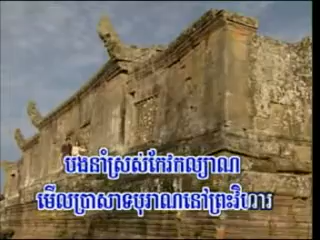 បងនាំស្រស់កែវកល្យាណ
មើលប្រាសាទបុរាណនៅព្រះវិហារ